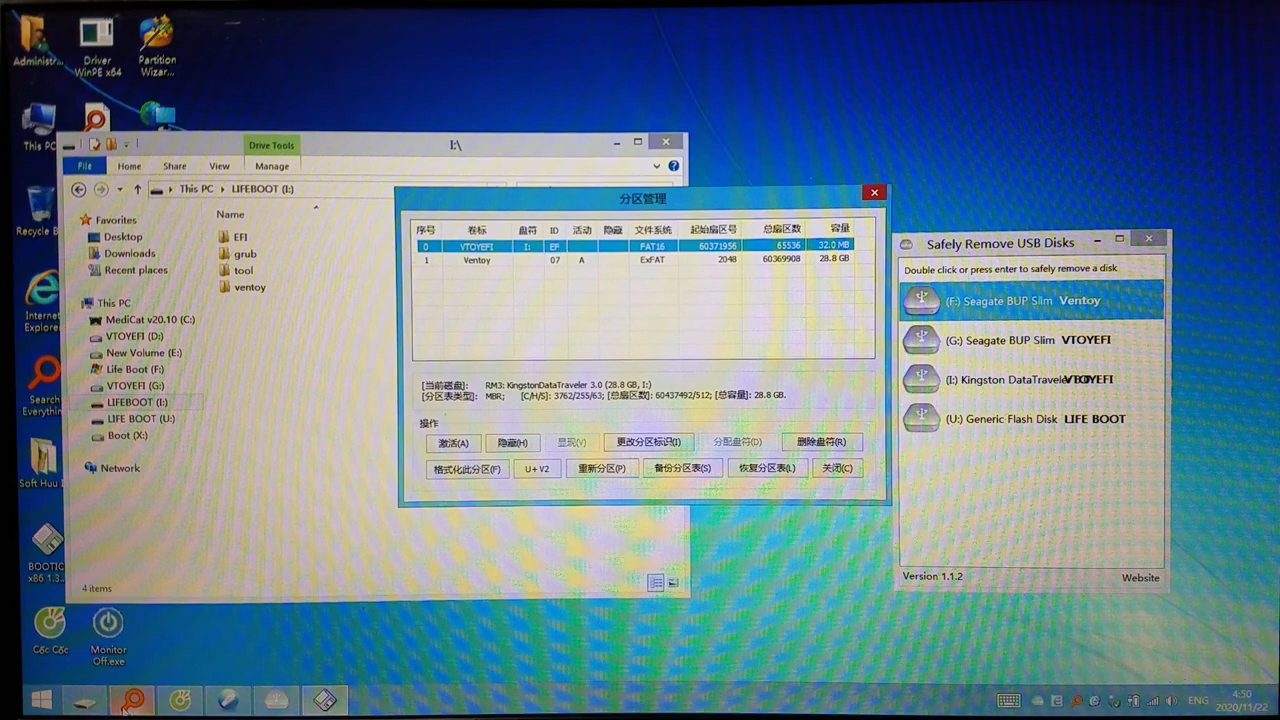 Administr...
Driver
WinPE x64
Partition
Wizar...
This PC
Recycle B
Internet
Explore
Search
Everythin
Soft Huu
BOOTIC
x86 1.3..
Cốc Cốc
Monitor
Off.exe
Drive Tools
I:\
File
Home
Share
View
Manage
This PC
LIFEBOOT (I:)
Favorites
Desktop
Downloads
Recent places
This PC
MediCat v20.10 (C:)
VTOYEFI (D:)
New Volume (E:)
Life Boot (F:)
VTOYEFI (G:)
LIFEBOOT (I:)
LIFE BOOT (U:)
Boot (X:)
Network
Name
EFI
grub
tool
ventoy
4 items
分区管理
序号 卷标 盘符 ID 活动 隐藏 文件系统 起始扇区号 总扇区数 容量
0 VTOYEFI I: EF FAT16 60371956 65536 32.0 MB
1 Ventoy 07 A ExFAT 2048 60369908 28.8 GB
[当前磁盘]: RM3: KingstonDataTraveler 3.0 (28.8 GB, I:)
[分区表类型]: MBR; [C/H/S]: 3762/255/63; [总扇区数]: 60437492/512; [总容量]: 28.8 GB.
操作
激活(A) 隐藏(H) 显现(V) 更改分区标识(I) 分配盘符(D) 删除盘符(R)
格式化此分区(F) U+ V2 重新分区(P) 备份分区表(S) 恢复分区表(L) 关闭(C)
Safely Remove USB Disks
Double click or press enter to safely remove a disk
(F:) Seagate BUP Slim Ventoy
(G:) Seagate BUP Slim VTOYEFI
(I:) Kingston DataTraveler VTOYEFI
(U:) Generic Flash Disk LIFE BOOT
Version 1.1.2
Website
ENG
4:50
2020/11/22